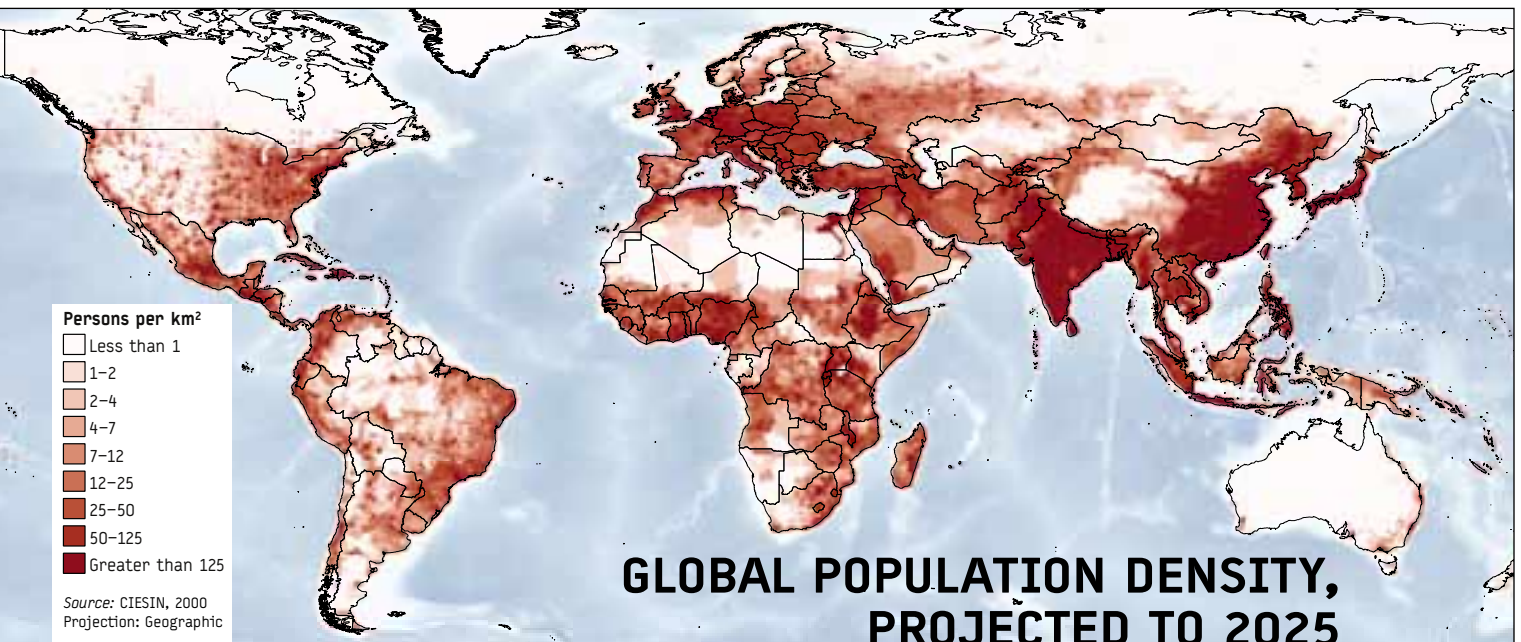 Persons per km²
Less than 1
1–2
2–4
4–7
7–12
12–25
25–50
50–125
Greater than 125
Source: CIESIN, 2000
Projection: Geographic
GLOBAL POPULATION DENSITY,
PROJECTED TO 2025